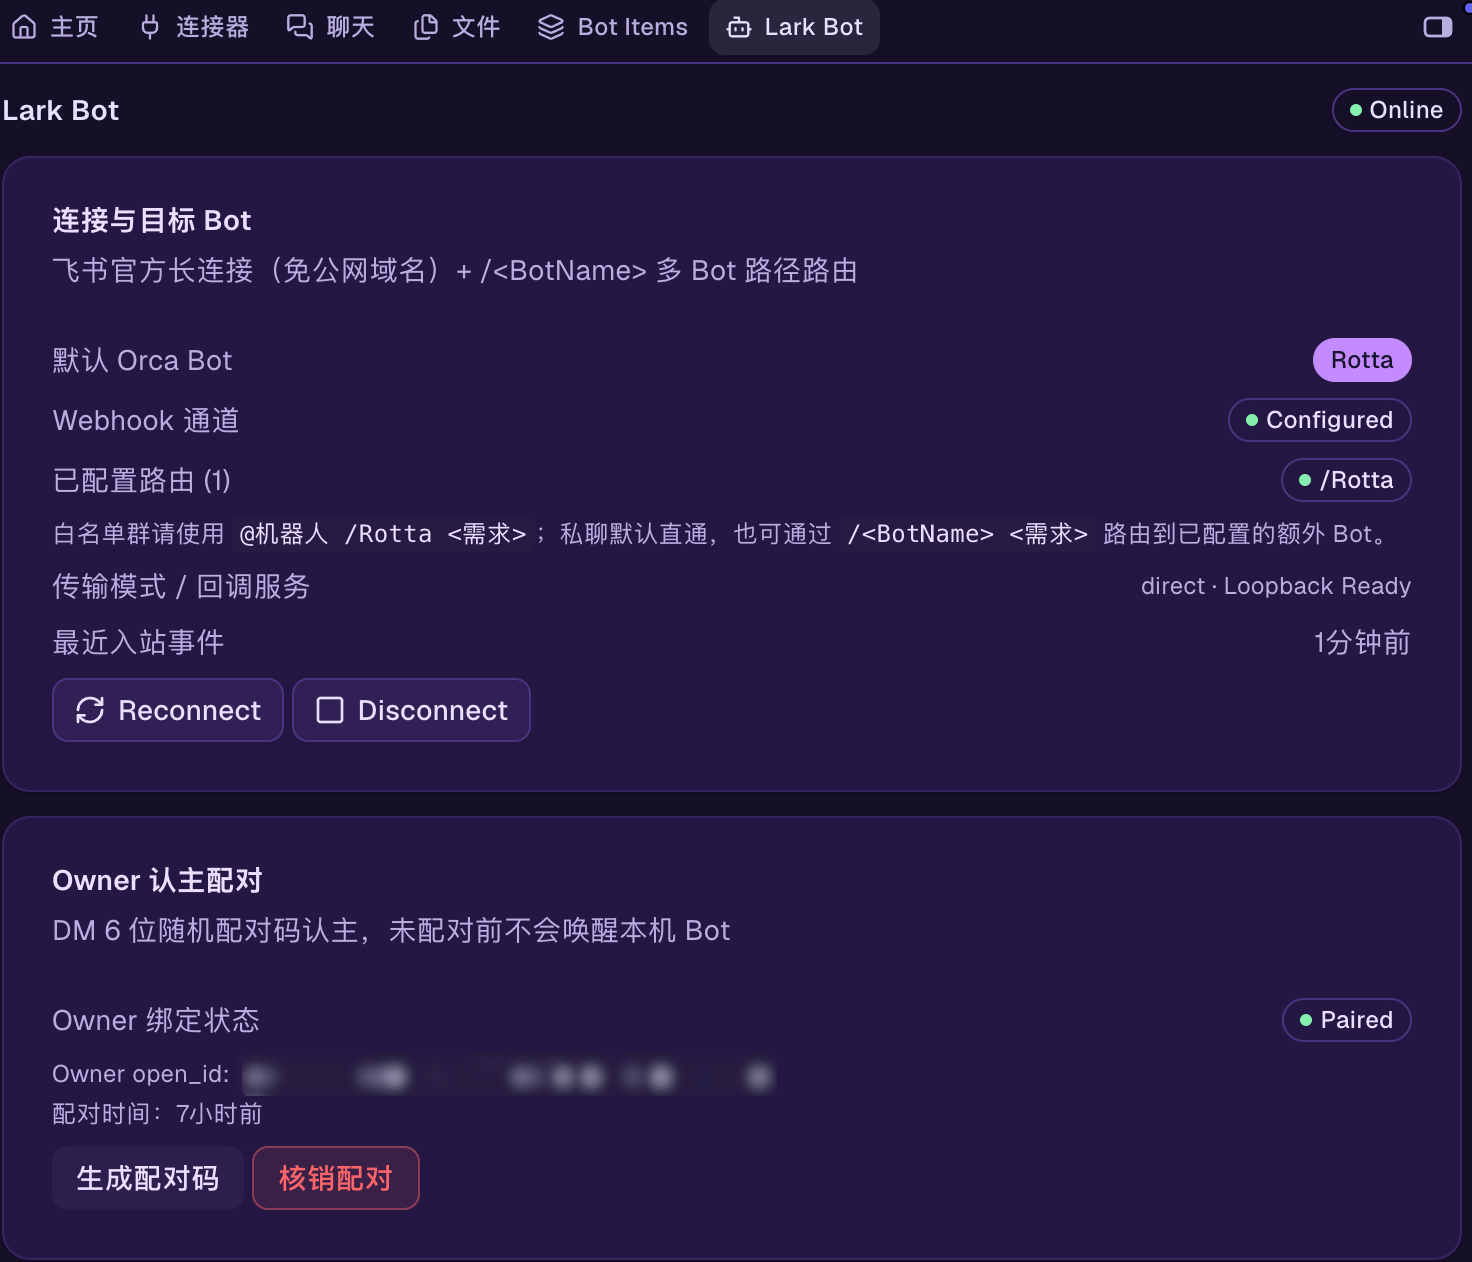 主页 连接器 聊天 文件 Bot Items Lark Bot
Lark Bot Online
连接与目标 Bot
飞书官方长连接（免公网域名）+ /<BotName> 多 Bot 路径路由
默认 Orca Bot Rotta
Webhook 通道 Configured
已配置路由 (1) /Rotta
白名单群请使用 @机器人 /Rotta <需求>；私聊默认直通，也可通过 /<BotName> <需求> 路由到已配置的额外 Bot。
传输模式 / 回调服务 direct · Loopback Ready
最近入站事件 1分钟前
Reconnect Disconnect
Owner 认主配对
DM 6 位随机配对码认主，未配对前不会唤醒本机 Bot
Owner 绑定状态 Paired
Owner open_id:
配对时间：7小时前
生成配对码 核销配对